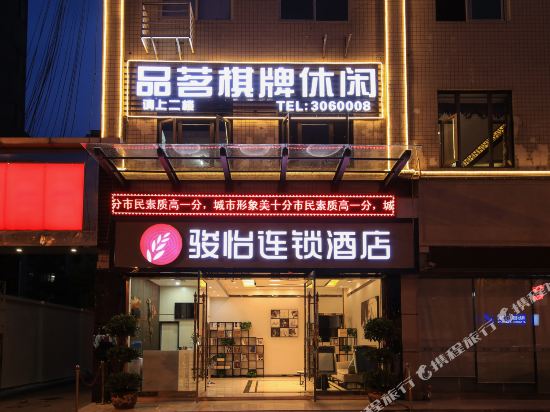 品茗棋牌休闲
请上二楼 TEL:3060008
分市民素质高一分，城市形象美十分市民素质高一分，城
骏怡连锁酒店
携程旅行
携程旅行